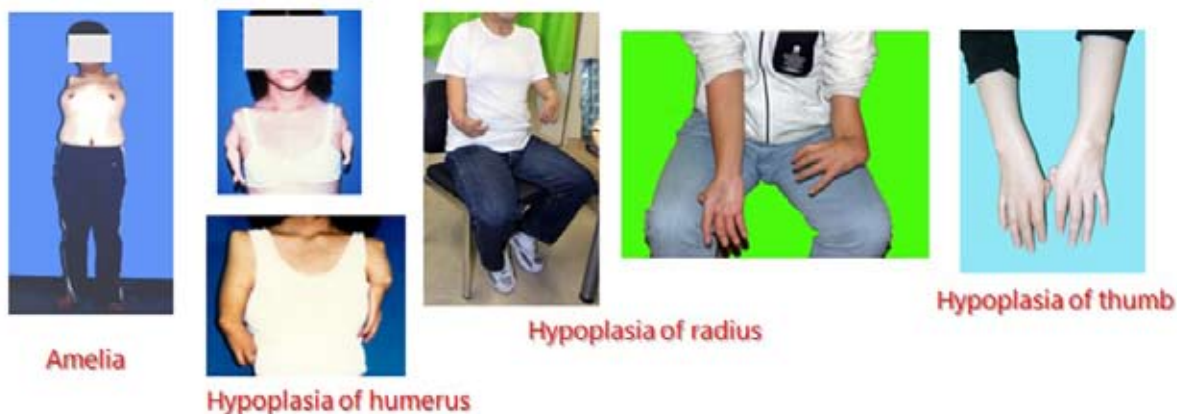 Amelia
Hypoplasia of humerus
Hypoplasia of radius
Hypoplasia of thumb